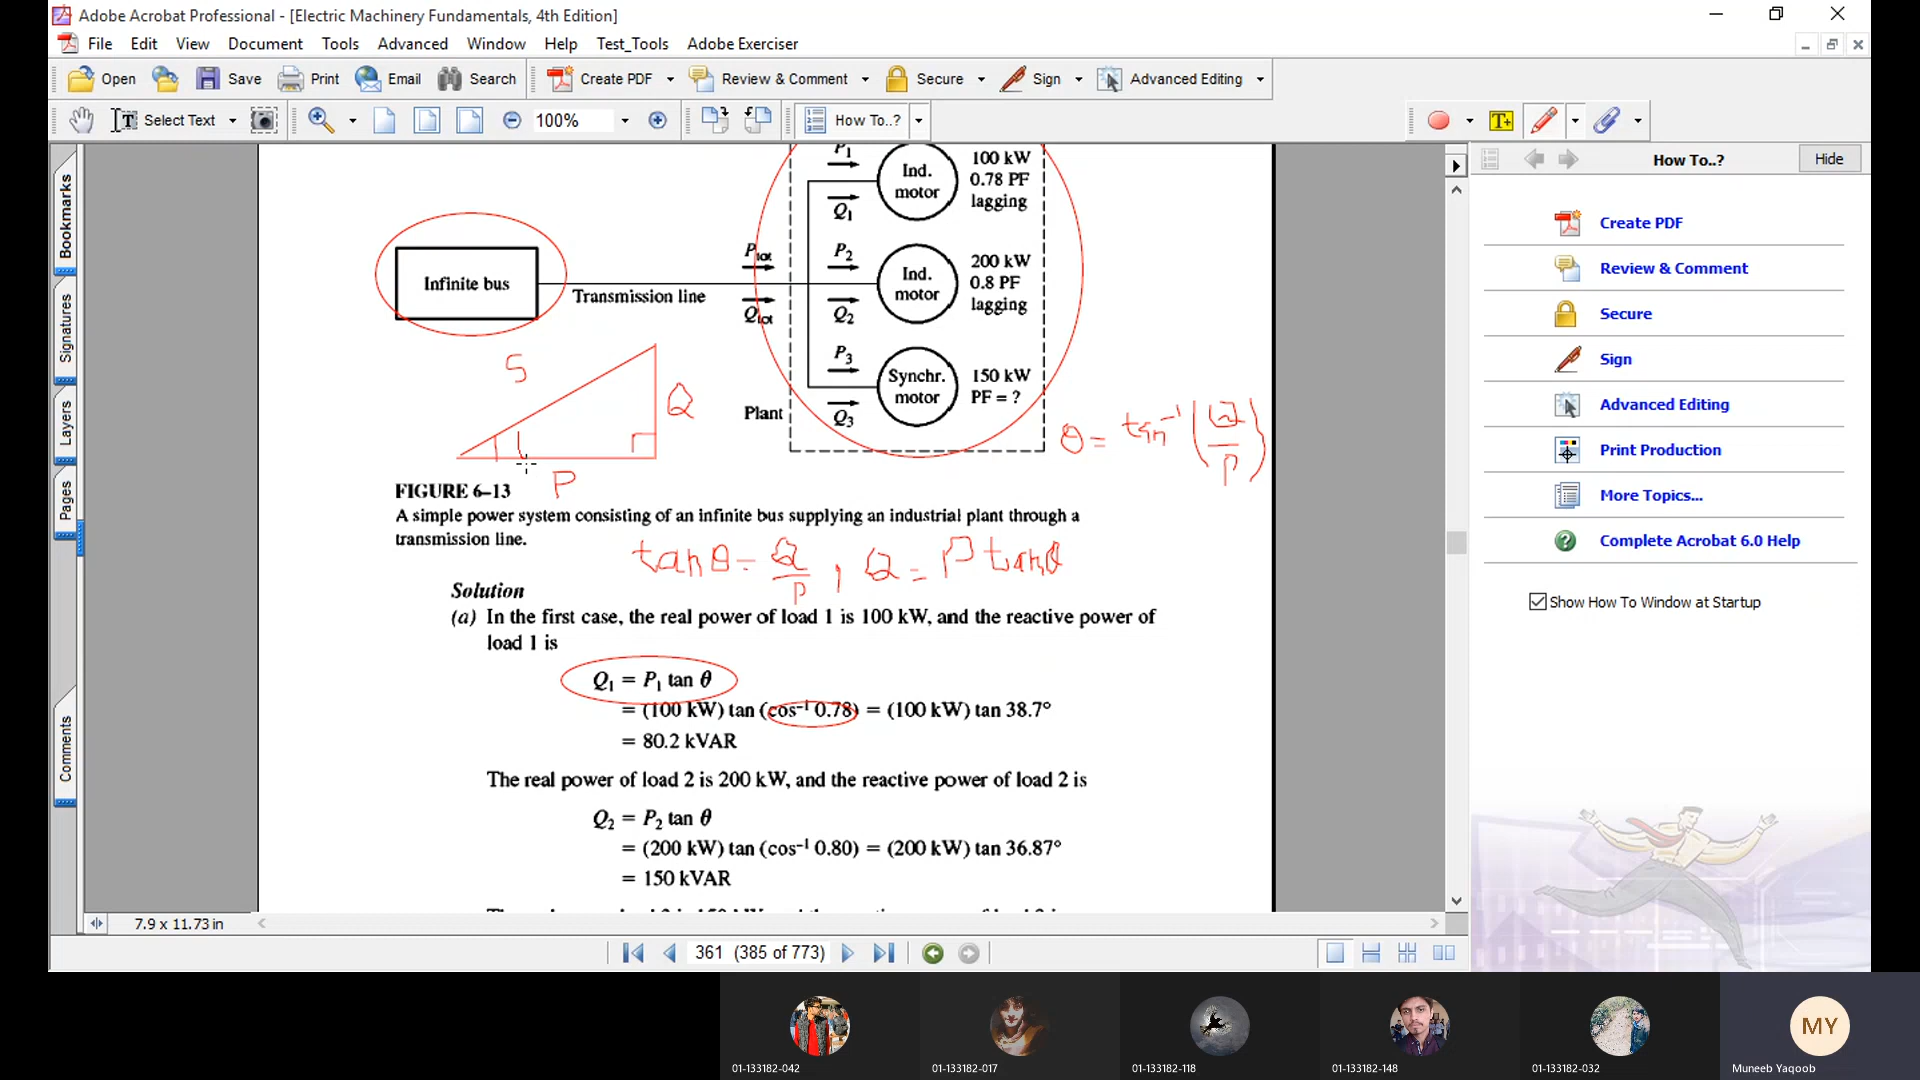 Adobe Acrobat Professional - [Electric Machinery Fundamentals, 4th Edition]
File Edit View Document Tools Advanced Window Help Test_Tools Adobe Exerciser
Open Save Print Email Search Create PDF Review & Comment Secure Sign Advanced Editing
Select Text 100% How To..? T+
How To..? Hide
Bookmarks
Signatures
Layers
Pages
Comments
P1
Q1
Ind. motor
100 kW
0.78 PF
lagging
Infinite bus
Transmission line
Ptot
Qtot
P2
Q2
Ind. motor
200 kW
0.8 PF
lagging
P3
Q3
Synchr. motor
150 kW
PF = ?
Plant
S
Q
P
θ = tan⁻¹(Q/P)
FIGURE 6–13
A simple power system consisting of an infinite bus supplying an industrial plant through a
transmission line.
tanθ = Q/P , Q = P tanθ
Solution
(a) In the first case, the real power of load 1 is 100 kW, and the reactive power of
load 1 is
Q1 = P1 tan θ
= (100 kW) tan (cos⁻¹ 0.78) = (100 kW) tan 38.7°
= 80.2 kVAR
The real power of load 2 is 200 kW, and the reactive power of load 2 is
Q2 = P2 tan θ
= (200 kW) tan (cos⁻¹ 0.80) = (200 kW) tan 36.87°
= 150 kVAR
Create PDF
Review & Comment
Secure
Sign
Advanced Editing
Print Production
More Topics...
Complete Acrobat 6.0 Help
Show How To Window at Startup
7.9 x 11.73 in
361 (385 of 773)
MY
01-133182-042
01-133182-017
01-133182-118
01-133182-148
01-133182-032
Muneeb Yaqoob